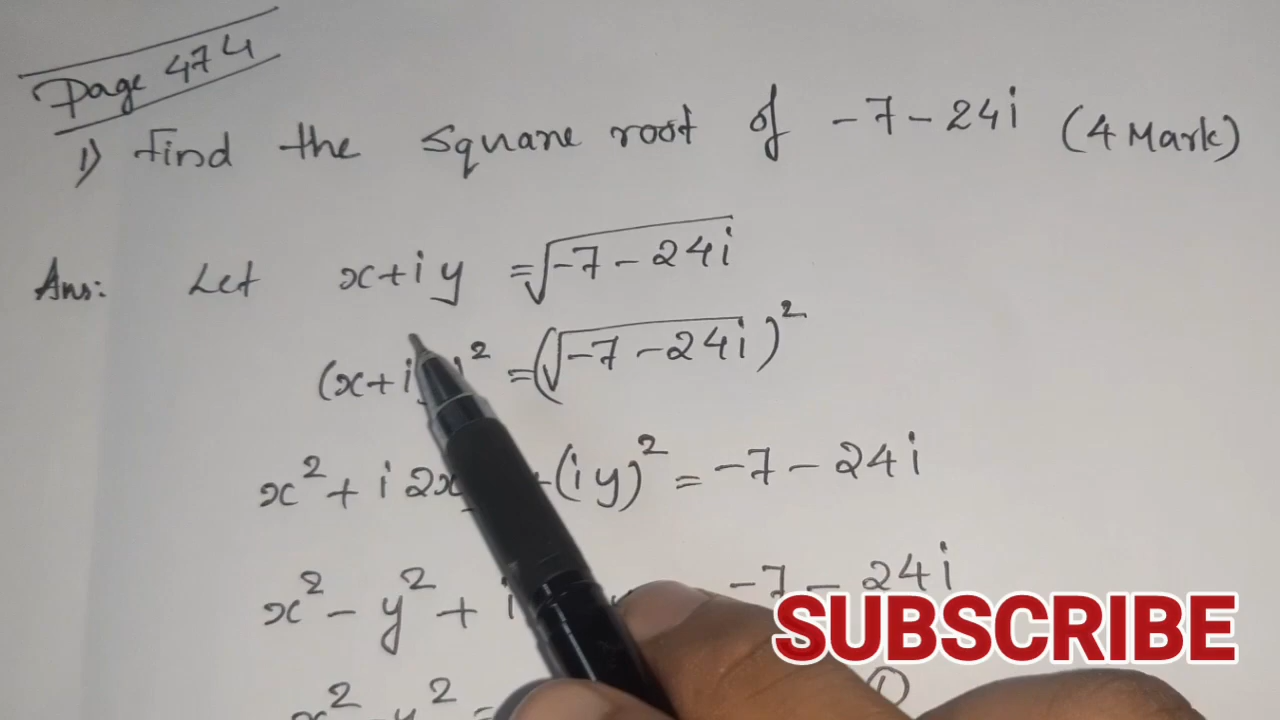 Page 474
1) Find the square root of -7-24i (4 Mark)
Ans: Let x+iy =√-7-24i
(x+i )² =(√-7-24i)²
x²+i2x +(iy)² = -7-24i
x²-y²+i -7-24i
SUBSCRIBE
x² y² = ①